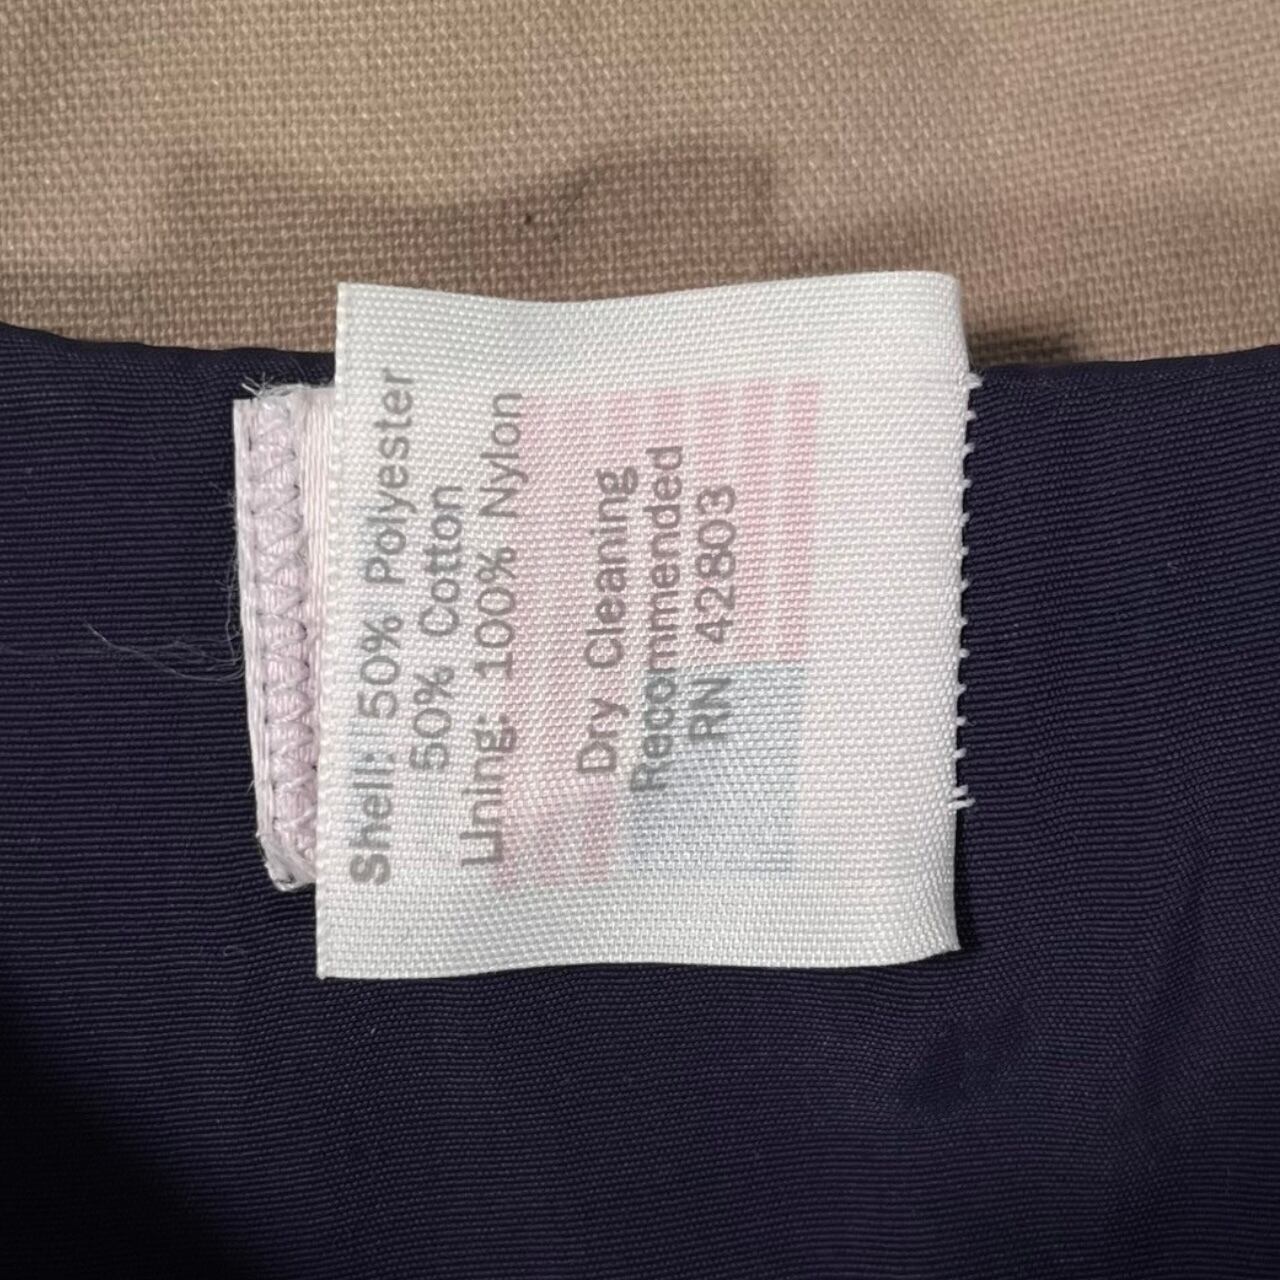 Shell: 50% Polyester
50% Cotton
Lining: 100% Nylon
Dry Cleaning
Recommended
RN 42803